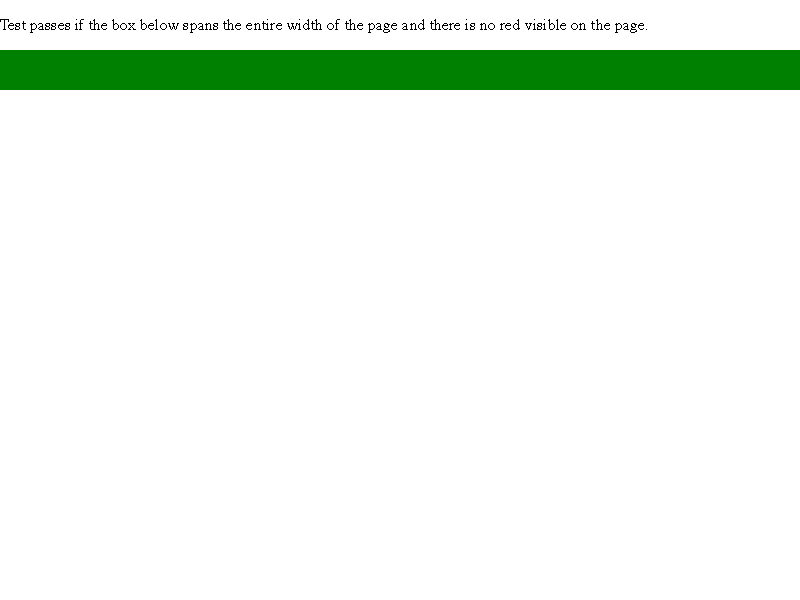 Test passes if the box below spans the entire width of the page and there is no red visible on the page.